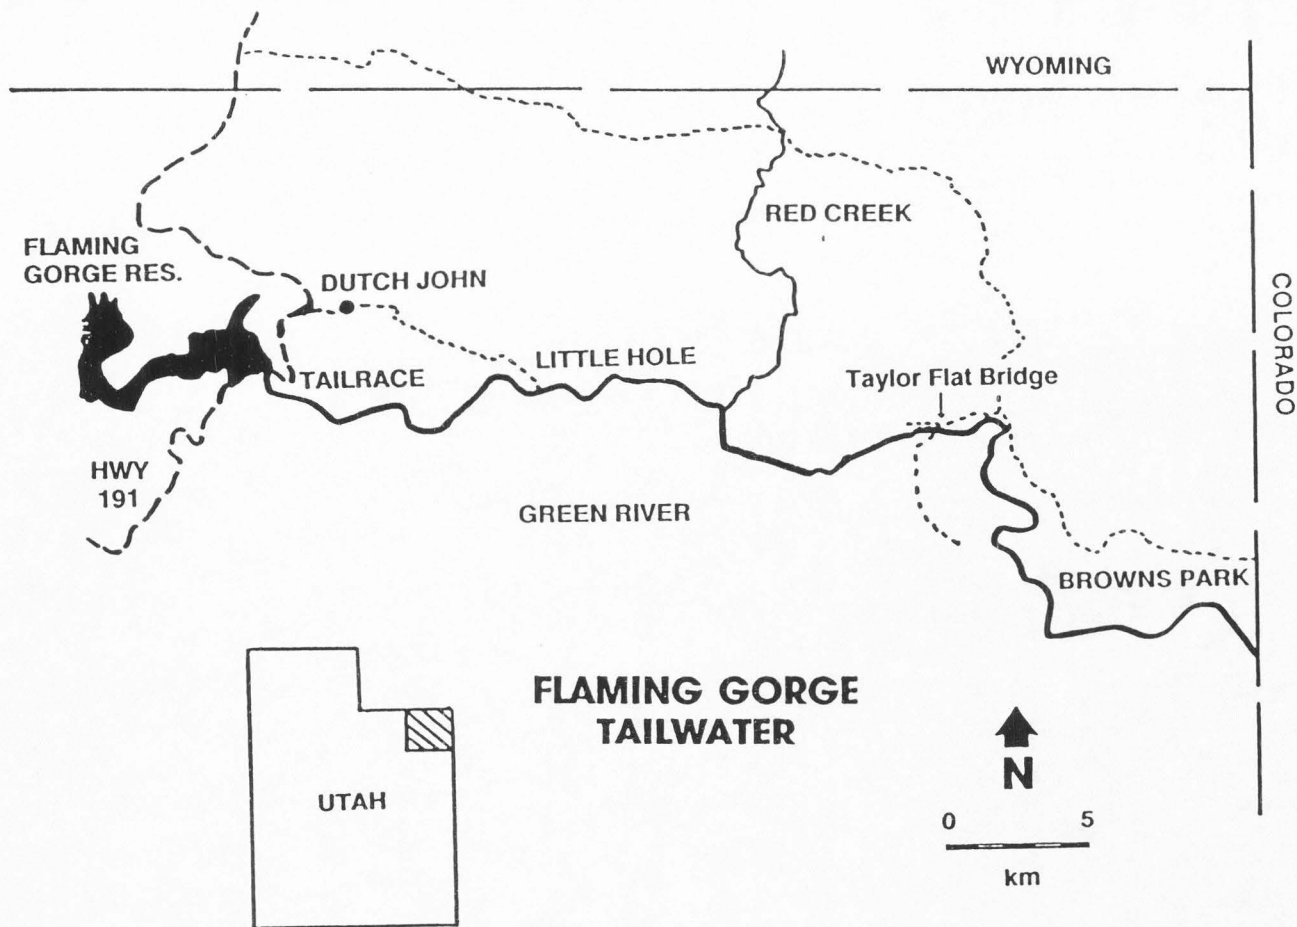 WYOMING
RED CREEK
FLAMING
GORGE RES.
DUTCH JOHN
COLORADO
LITTLE HOLE
TAILRACE
Taylor Flat Bridge
HWY
191
GREEN RIVER
BROWNS PARK
FLAMING GORGE
TAILWATER
N
UTAH
0 5
km